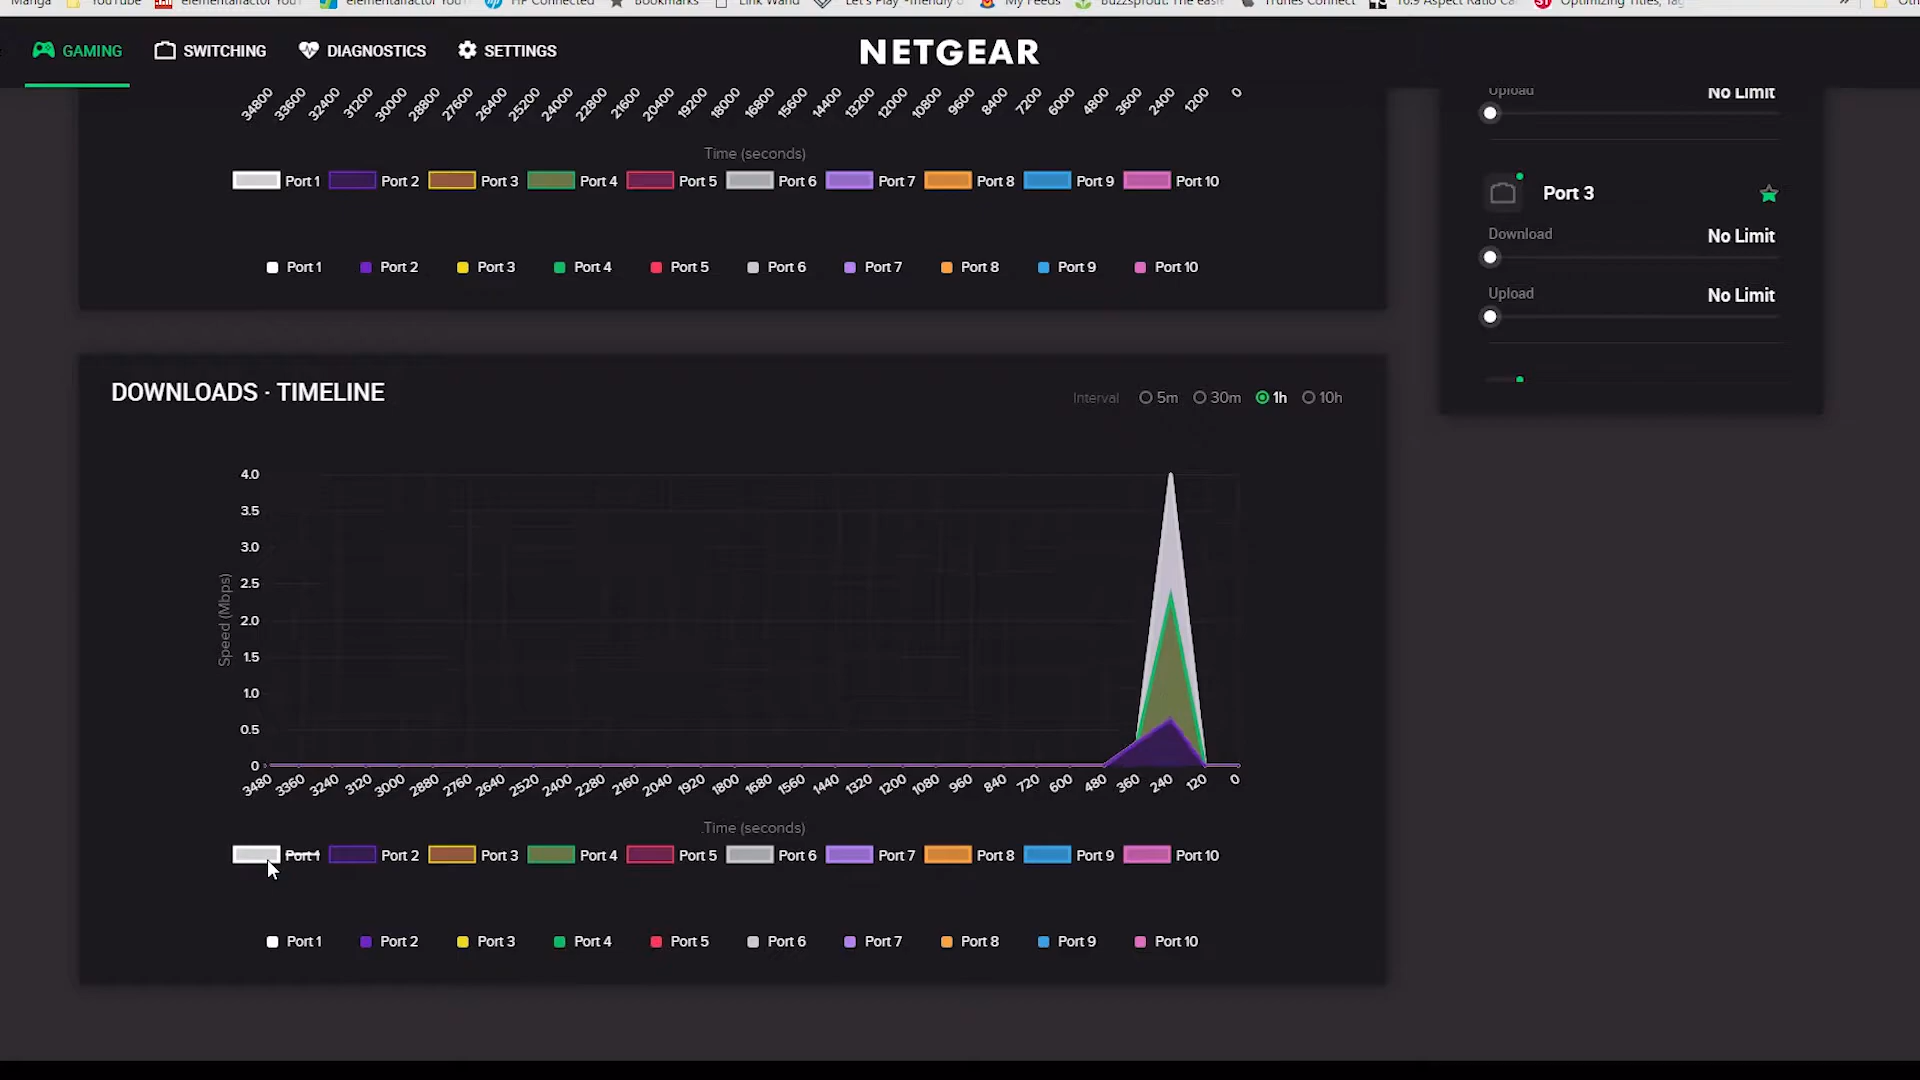 Manga YouTube elementalfactor YouT elementalfactor YouT HP Connected Bookmarks Link Wand Let's Play -friendly My Feeds Buzzsprout: The easie iTunes Connect 16:9 Aspect Ratio Ca Optimizing Titles, Tag »
GAMING SWITCHING DIAGNOSTICS SETTINGS NETGEAR
34800 33600 32400 31200 30000 28800 27600 26400 25200 24000 22800 21600 20400 19200 18000 16800 15600 14400 13200 12000 10800 9600 8400 7200 6000 4800 3600 2400 1200 0
Time (seconds)
Port 1 Port 2 Port 3 Port 4 Port 5 Port 6 Port 7 Port 8 Port 9 Port 10
Port 1 Port 2 Port 3 Port 4 Port 5 Port 6 Port 7 Port 8 Port 9 Port 10
Upload No Limit
Port 3
Download No Limit
Upload No Limit
DOWNLOADS · TIMELINE
Interval 5m 30m 1h 10h
4.0
3.5
3.0
2.5
2.0
1.5
1.0
0.5
0
Speed (Mbps)
3480 3360 3240 3120 3000 2880 2760 2640 2520 2400 2280 2160 2040 1920 1800 1680 1560 1440 1320 1200 1080 960 840 720 600 480 360 240 120 0
Time (seconds)
Port 1 Port 2 Port 3 Port 4 Port 5 Port 6 Port 7 Port 8 Port 9 Port 10
Port 1 Port 2 Port 3 Port 4 Port 5 Port 6 Port 7 Port 8 Port 9 Port 10